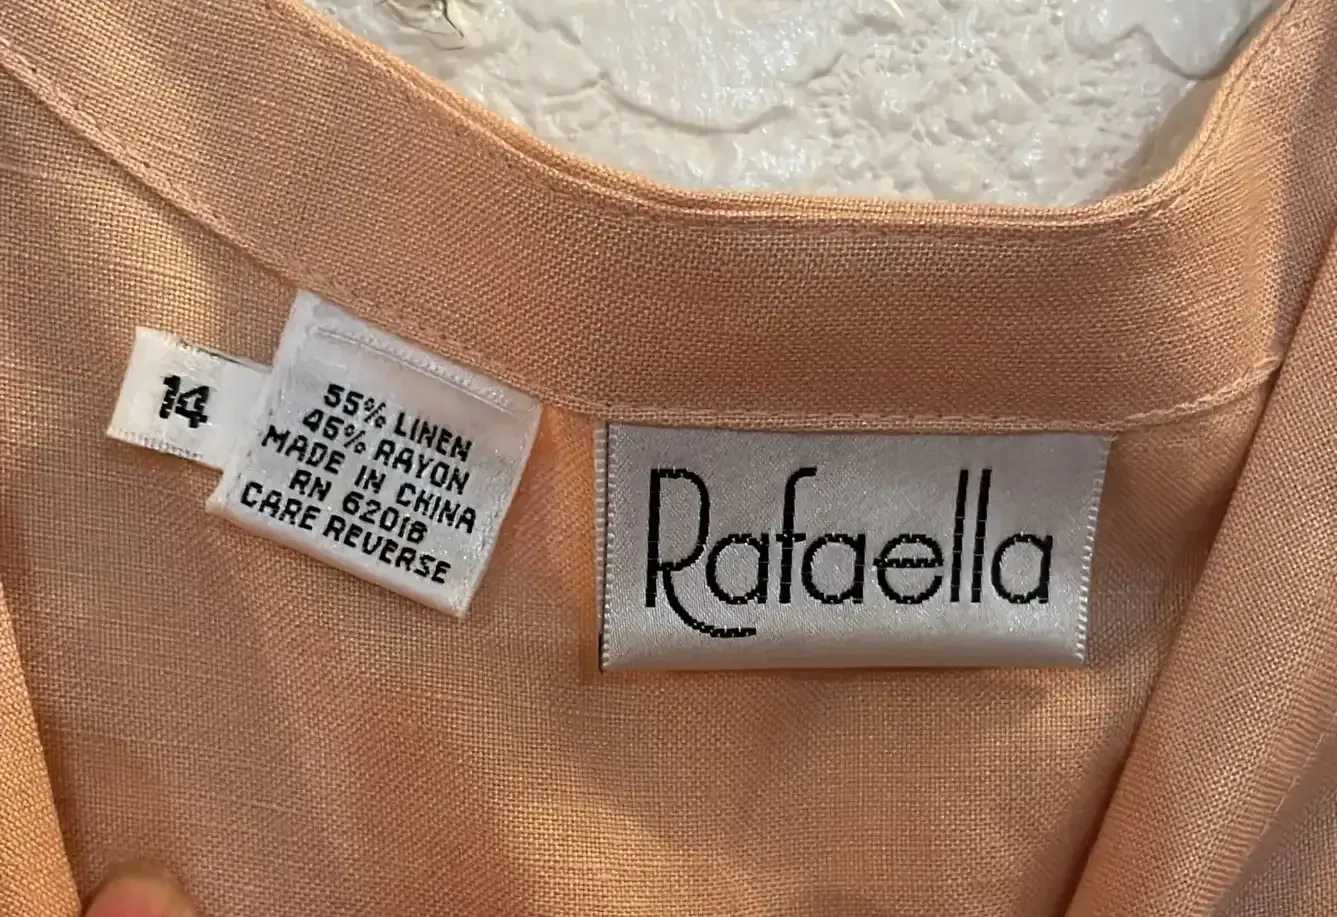 14
55% LINEN
45% RAYON
MADE IN CHINA
RN 62018
CARE REVERSE
Rafaella